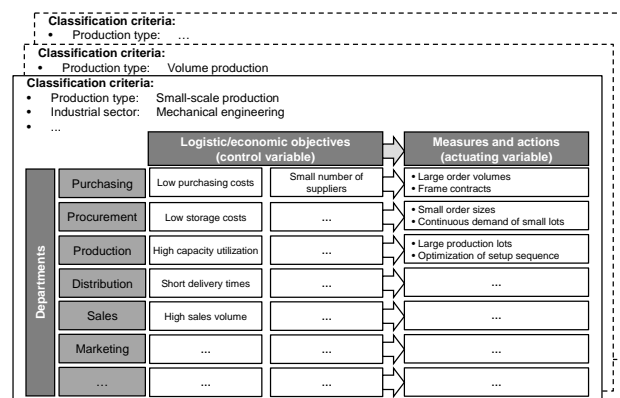 Classification criteria:
• Production type: …
Classification criteria:
• Production type: Volume production
Classification criteria:
• Production type: Small-scale production
• Industrial sector: Mechanical engineering
• ...
Logistic/economic objectives
(control variable)
Measures and actions
(actuating variable)
Departments
Purchasing
Low purchasing costs
Small number of
suppliers
• Large order volumes
• Frame contracts
Procurement
Low storage costs
...
• Small order sizes
• Continuous demand of small lots
Production
High capacity utilization
...
• Large production lots
• Optimization of setup sequence
Distribution
Short delivery times
...
...
Sales
High sales volume
...
...
Marketing
...
...
...
…
...
...
...